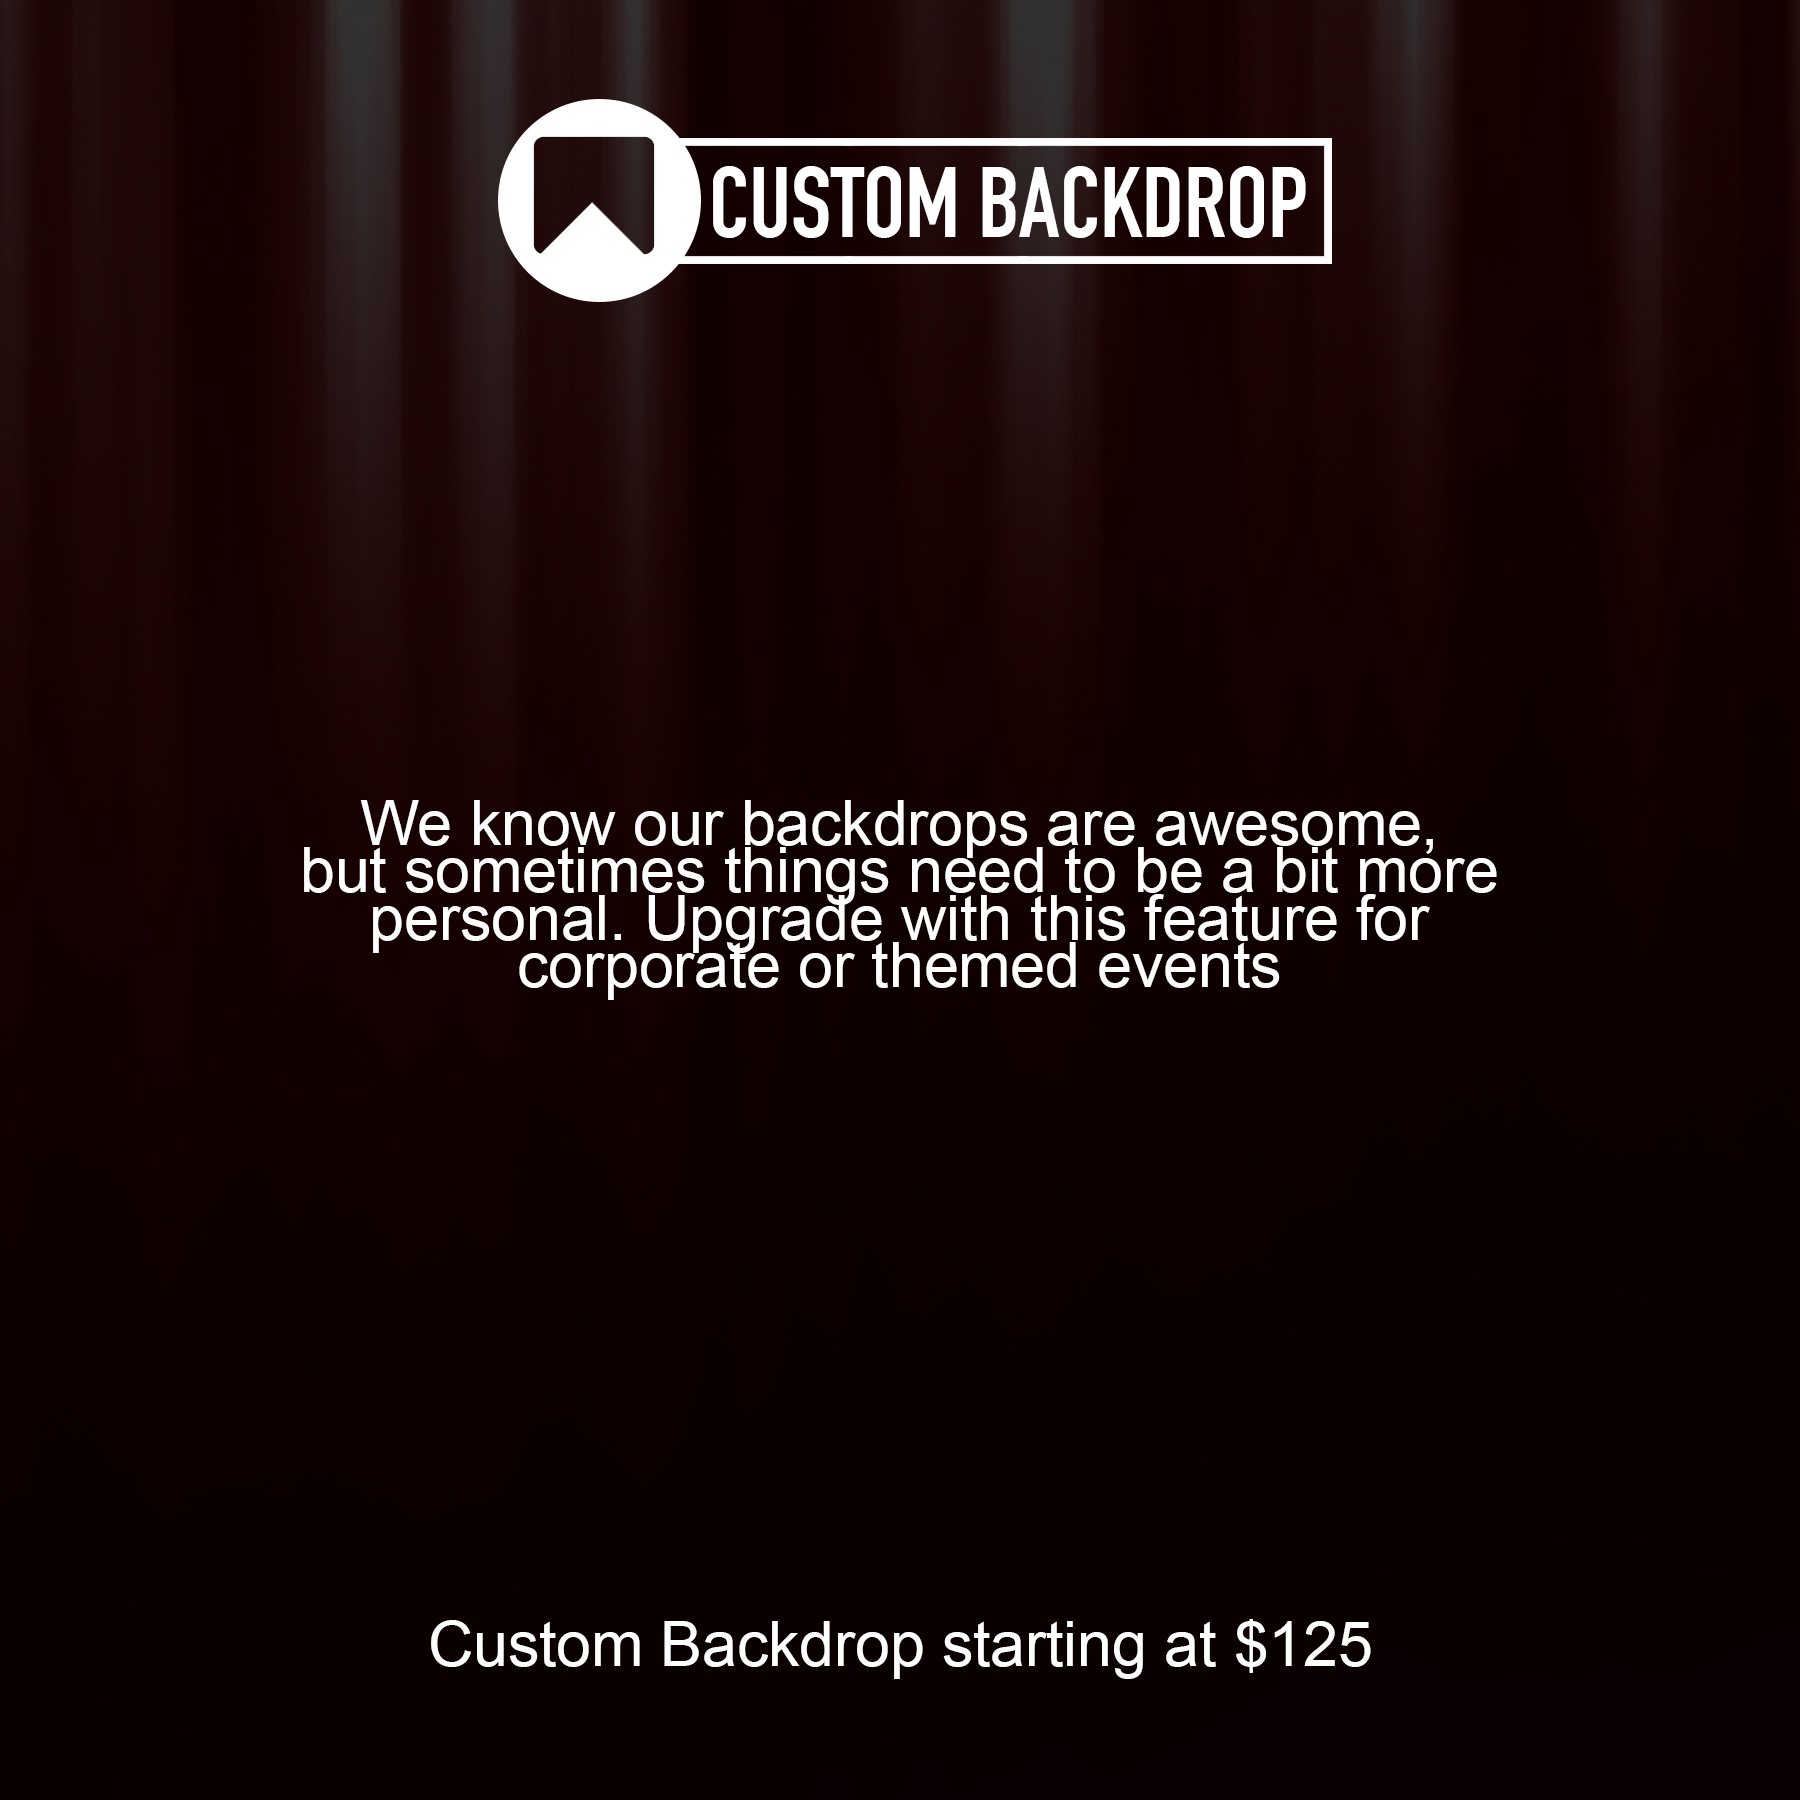 CUSTOM BACKDROP
We know our backdrops are awesome,
but sometimes things need to be a bit more
personal. Upgrade with this feature for
corporate or themed events
Custom Backdrop starting at $125